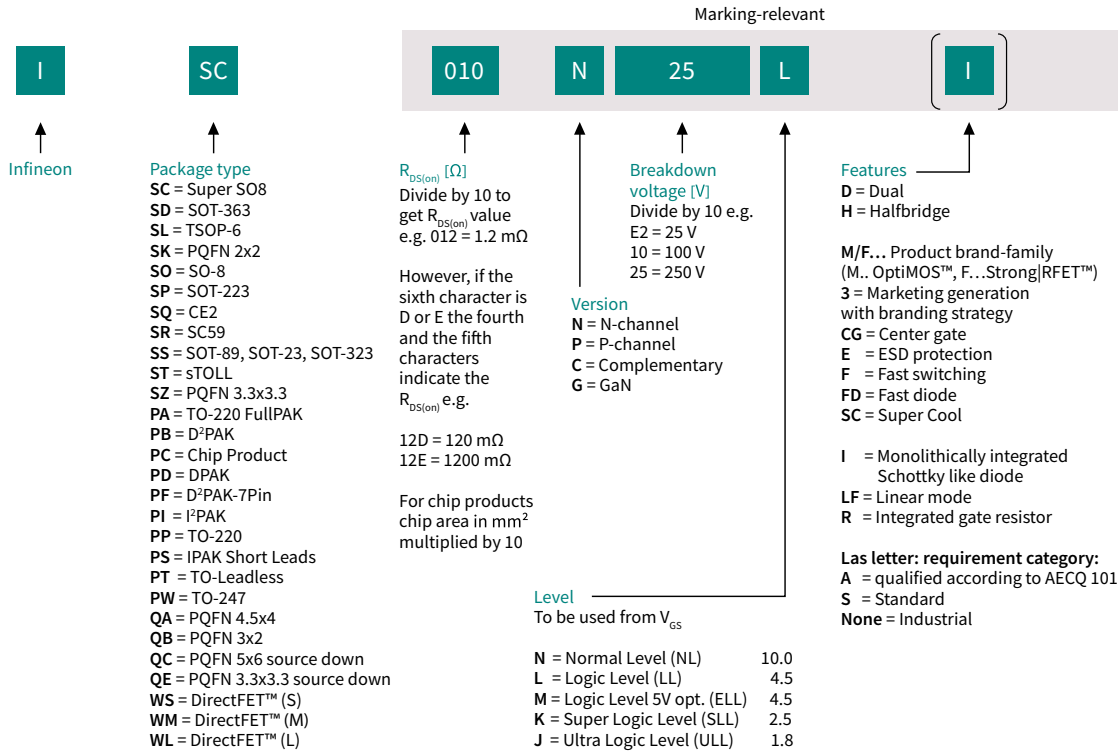 Marking-relevant
I
SC
010
N
25
L
I
Infineon
Package type
SC = Super SO8
SD = SOT-363
SL = TSOP-6
SK = PQFN 2x2
SO = SO-8
SP = SOT-223
SQ = CE2
SR = SC59
SS = SOT-89, SOT-23, SOT-323
ST = sTOLL
SZ = PQFN 3.3x3.3
PA = TO-220 FullPAK
PB = D²PAK
PC = Chip Product
PD = DPAK
PF = D²PAK-7Pin
PI = I²PAK
PP = TO-220
PS = IPAK Short Leads
PT = TO-Leadless
PW = TO-247
QA = PQFN 4.5x4
QB = PQFN 3x2
QC = PQFN 5x6 source down
QE = PQFN 3.3x3.3 source down
WS = DirectFET™ (S)
WM = DirectFET™ (M)
WL = DirectFET™ (L)
R_DS(on) [Ω]
Divide by 10 to
get R_DS(on) value
e.g. 012 = 1.2 mΩ
However, if the
sixth character is
D or E the fourth
and the fifth
characters
indicate the
R_DS(on) e.g.
12D = 120 mΩ
12E = 1200 mΩ
For chip products
chip area in mm²
multiplied by 10
Version
N = N-channel
P = P-channel
C = Complementary
G = GaN
Breakdown
voltage [V]
Divide by 10 e.g.
E2 = 25 V
10 = 100 V
25 = 250 V
Level
To be used from V_GS
N = Normal Level (NL) 10.0
L = Logic Level (LL) 4.5
M = Logic Level 5V opt. (ELL) 4.5
K = Super Logic Level (SLL) 2.5
J = Ultra Logic Level (ULL) 1.8
Features
D = Dual
H = Halfbridge
M/F... Product brand-family
(M.. OptiMOS™, F...Strong|RFET™)
3 = Marketing generation
with branding strategy
CG = Center gate
E = ESD protection
F = Fast switching
FD = Fast diode
SC = Super Cool
I = Monolithically integrated
Schottky like diode
LF = Linear mode
R = Integrated gate resistor
Las letter: requirement category:
A = qualified according to AECQ 101
S = Standard
None = Industrial